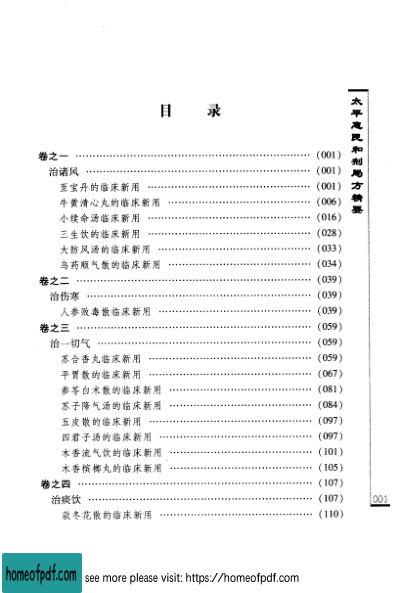 目 录
卷之一 ……………………………… (001)
治诸风 ……………………………… (001)
至宝丹的临床新用 ……………………………… (001)
牛黄清心丸的临床新用 ……………………………… (006)
小续命汤临床新用 ……………………………… (016)
三生饮的临床新用 ……………………………… (028)
大防风汤的临床新用 ……………………………… (033)
乌药顺气散的临床新用 ……………………………… (034)
卷之二 ……………………………… (039)
治伤寒 ……………………………… (039)
人参败毒散临床新用 ……………………………… (039)
卷之三 ……………………………… (059)
治一切气 ……………………………… (059)
苏合香丸临床新用 ……………………………… (059)
平胃散的临床新用 ……………………………… (067)
参苓白术散的临床新用 ……………………………… (081)
苏子降气汤的临床新用 ……………………………… (084)
五皮散的临床新用 ……………………………… (097)
四君子汤的临床新用 ……………………………… (097)
木香流气饮的临床新用 ……………………………… (101)
木香槟榔丸的临床新用 ……………………………… (105)
卷之四 ……………………………… (107)
治痰饮 ……………………………… (107)
款冬花散的临床新用 ……………………………… (110)
太平惠民和剂局方精要
001
homeofpdf.com
see more please visit: https://homeofpdf.com